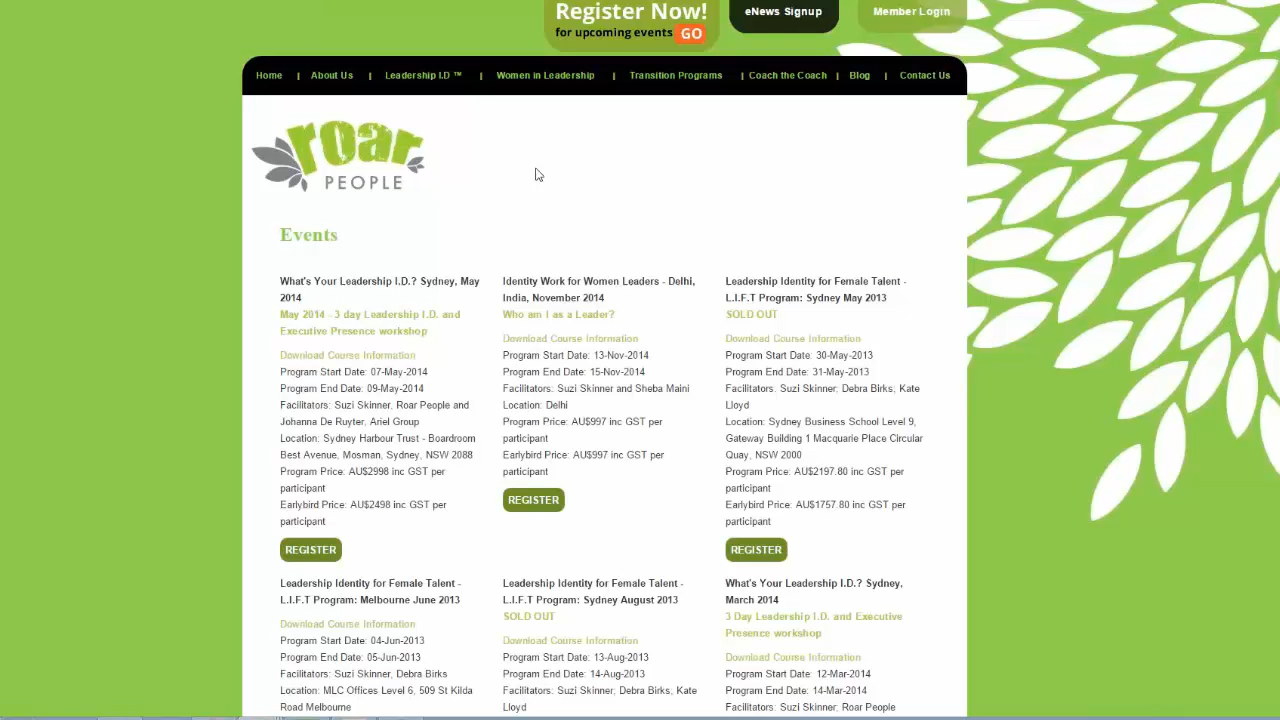 Register Now!
for upcoming events GO
eNews Signup
Member Login
Home | About Us | Leadership I.D ™ | Women in Leadership | Transition Programs | Coach the Coach | Blog | Contact Us
roar
PEOPLE
Events
What's Your Leadership I.D.? Sydney, May
2014
May 2014 - 3 day Leadership I.D. and
Executive Presence workshop
Download Course Information
Program Start Date: 07-May-2014
Program End Date: 09-May-2014
Facilitators: Suzi Skinner, Roar People and
Johanna De Ruyter, Ariel Group
Location: Sydney Harbour Trust - Boardroom
Best Avenue, Mosman, Sydney, NSW 2088
Program Price: AU$2998 inc GST per
participant
Earlybird Price: AU$2498 inc GST per
participant
REGISTER
Identity Work for Women Leaders - Delhi,
India, November 2014
Who am I as a Leader?
Download Course Information
Program Start Date: 13-Nov-2014
Program End Date: 15-Nov-2014
Facilitators: Suzi Skinner and Sheba Maini
Location: Delhi
Program Price: AU$997 inc GST per
participant
Earlybird Price: AU$997 inc GST per
participant
REGISTER
Leadership Identity for Female Talent -
L.I.F.T Program: Sydney May 2013
SOLD OUT
Download Course Information
Program Start Date: 30-May-2013
Program End Date: 31-May-2013
Facilitators: Suzi Skinner; Debra Birks; Kate
Lloyd
Location: Sydney Business School Level 9,
Gateway Building 1 Macquarie Place Circular
Quay, NSW 2000
Program Price: AU$2197.80 inc GST per
participant
Earlybird Price: AU$1757.80 inc GST per
participant
REGISTER
Leadership Identity for Female Talent -
L.I.F.T Program: Melbourne June 2013
Download Course Information
Program Start Date: 04-Jun-2013
Program End Date: 05-Jun-2013
Facilitators: Suzi Skinner, Debra Birks
Location: MLC Offices Level 6, 509 St Kilda
Road Melbourne
Leadership Identity for Female Talent -
L.I.F.T Program: Sydney August 2013
SOLD OUT
Download Course Information
Program Start Date: 13-Aug-2013
Program End Date: 14-Aug-2013
Facilitators: Suzi Skinner, Debra Birks, Kate
Lloyd
What's Your Leadership I.D.? Sydney,
March 2014
3 Day Leadership I.D. and Executive
Presence workshop
Download Course Information
Program Start Date: 12-Mar-2014
Program End Date: 14-Mar-2014
Facilitators: Suzi Skinner, Roar People